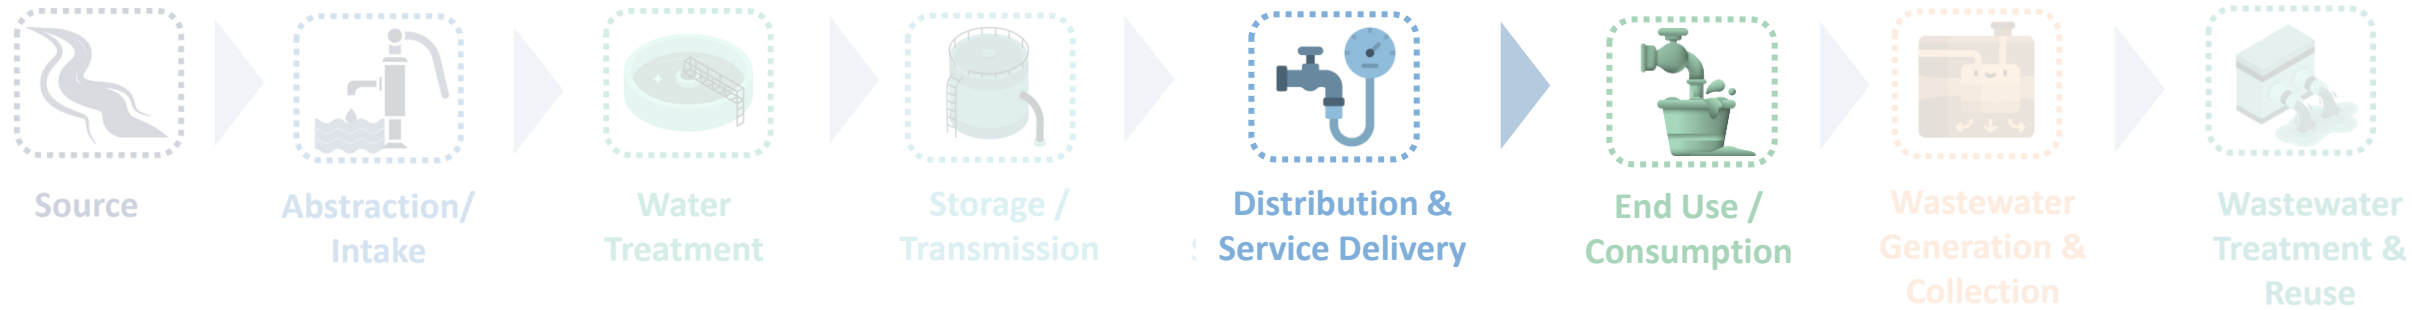 Source
Abstraction/
Intake
Water
Treatment
Storage /
Transmission
Distribution &
Service Delivery
End Use /
Consumption
Wastewater
Generation &
Collection
Wastewater
Treatment &
Reuse